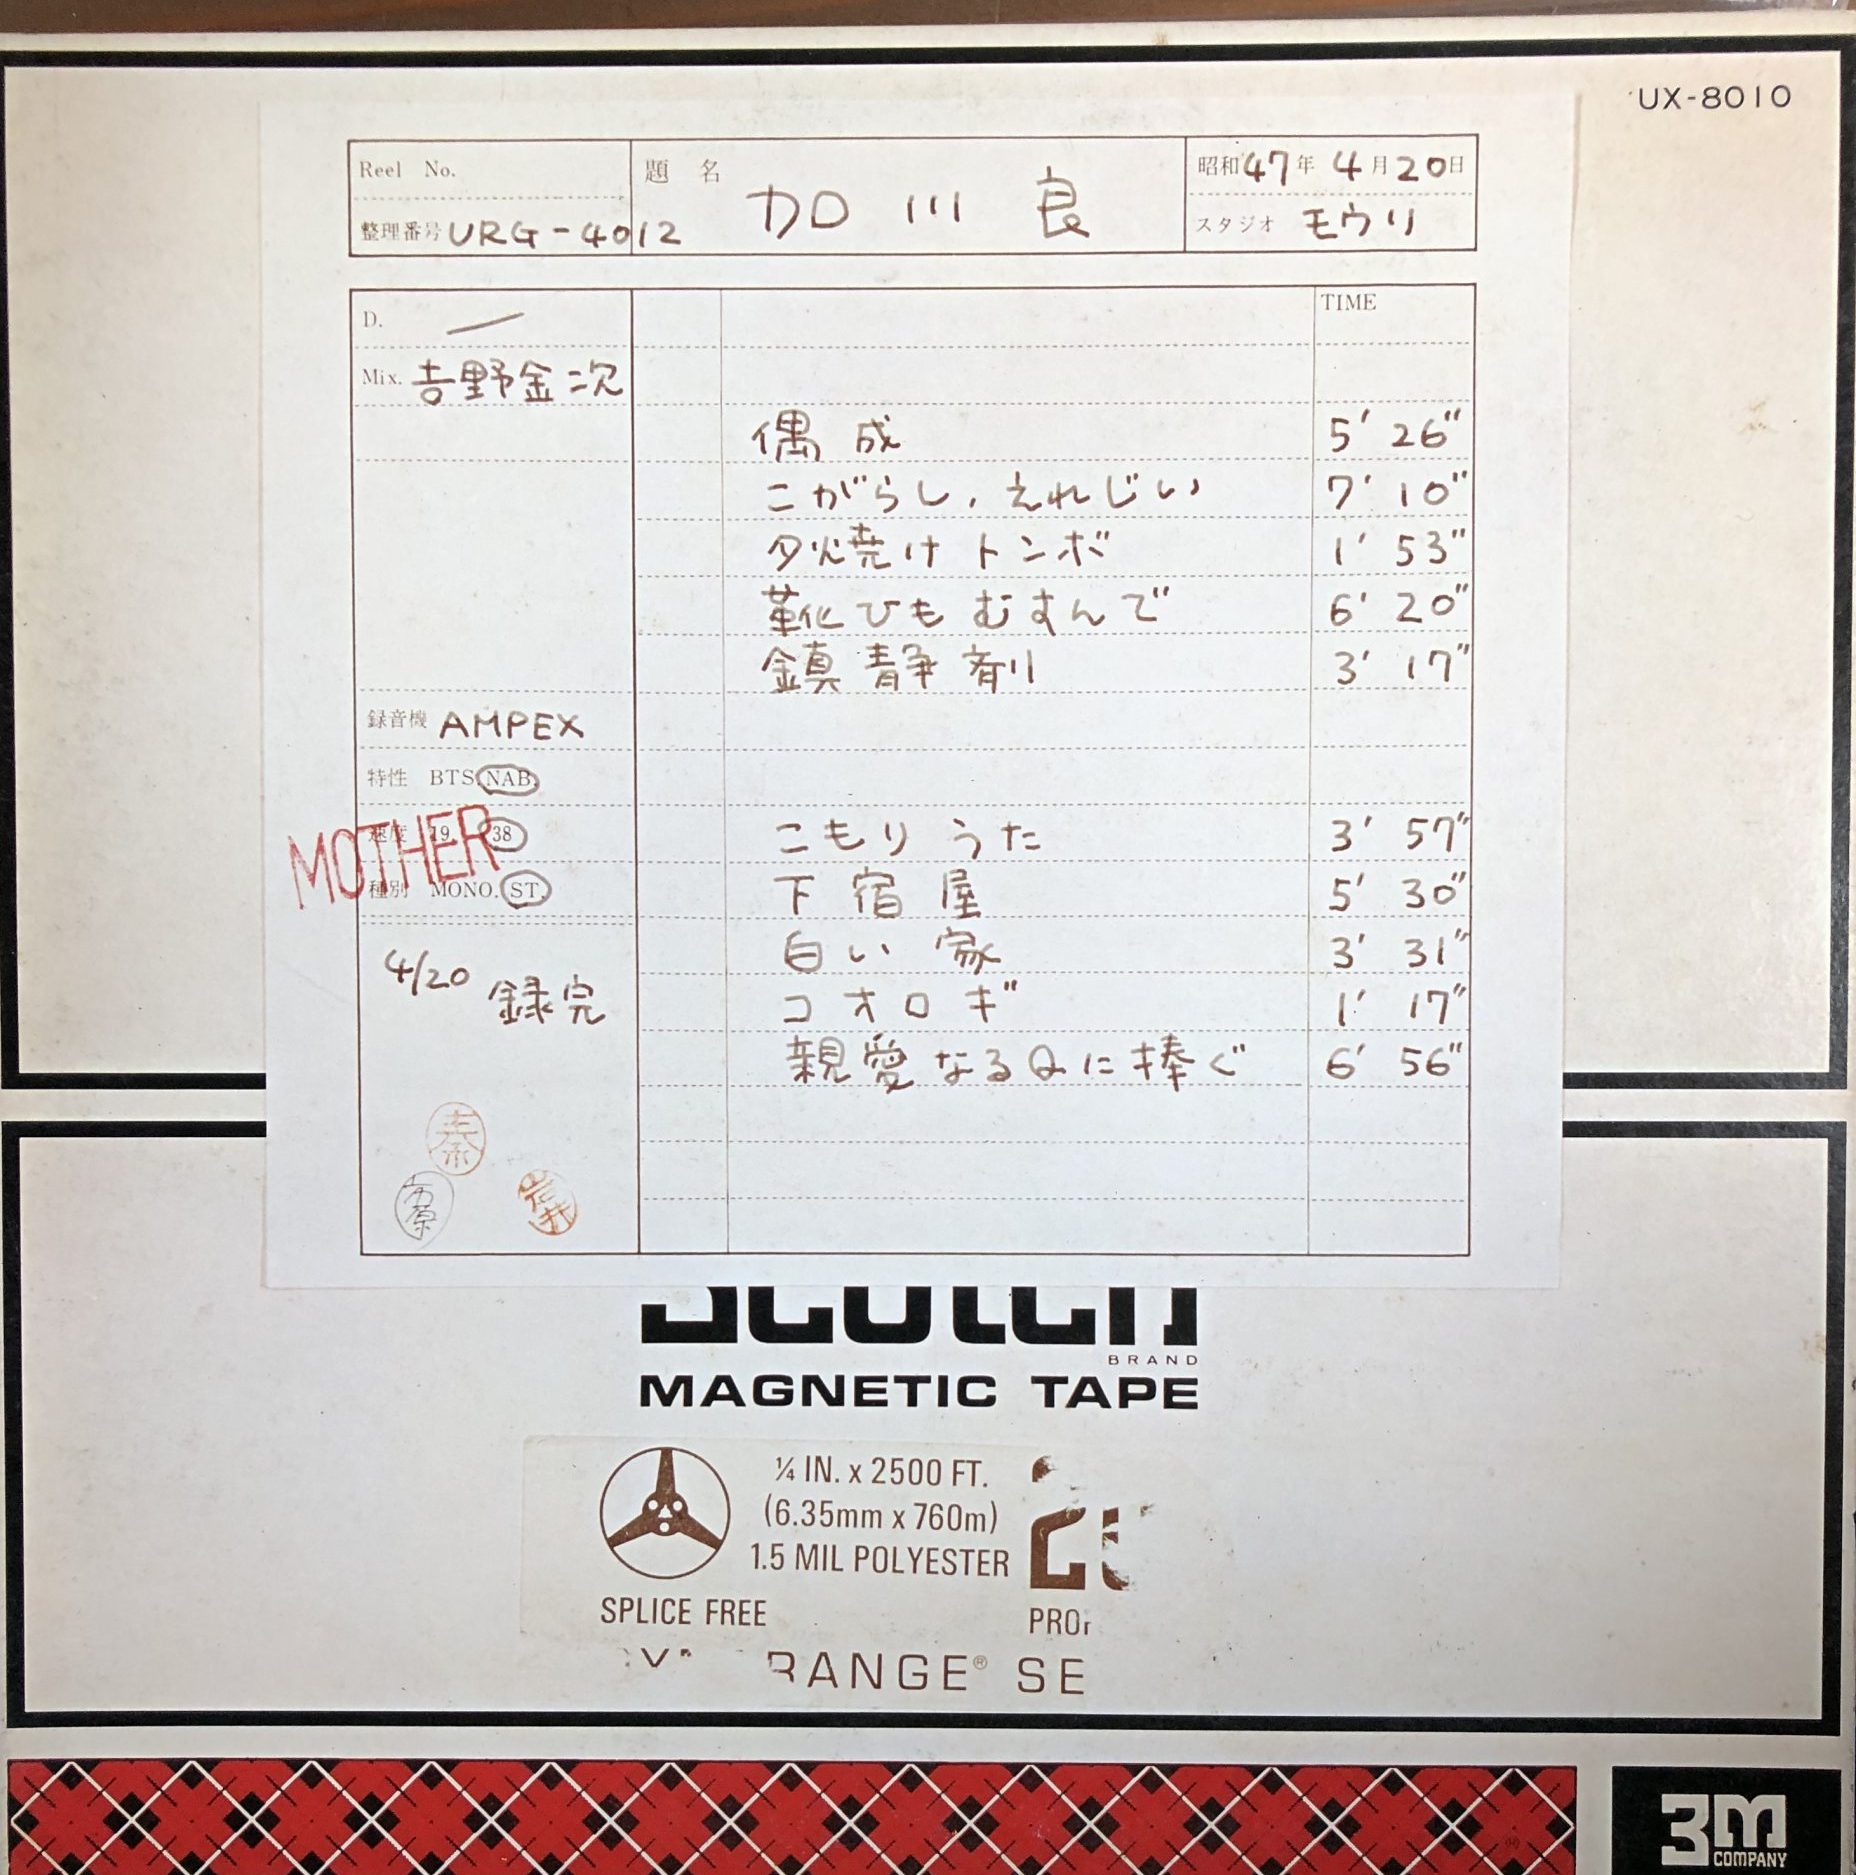 UX-8010
Reel No.
題名 加川良
昭和47年4月20日
整理番号 URG-4012
スタジオ モウリ
D.
TIME
Mix. 吉野金次
偶成 5' 26"
こがらし,えれじい 7' 10"
夕焼けトンボ 1' 53"
靴ひもむすんで 6' 20"
鎮静剤 3' 17"
録音機 AMPEX
特性 BTS. NAB.
速度 19. 38
MOTHER
種別 MONO. ST.
こもりうた 3' 57"
下宿屋 5' 30"
白い家 3' 31"
コオロギ 1' 17"
親愛なるQに捧ぐ 6' 56"
4/20 録完
秦
Scotch
BRAND
MAGNETIC TAPE
¼ IN. x 2500 FT.
(6.35mm x 760m)
1.5 MIL POLYESTER
SPLICE FREE
RANGE® SE
3M
COMPANY